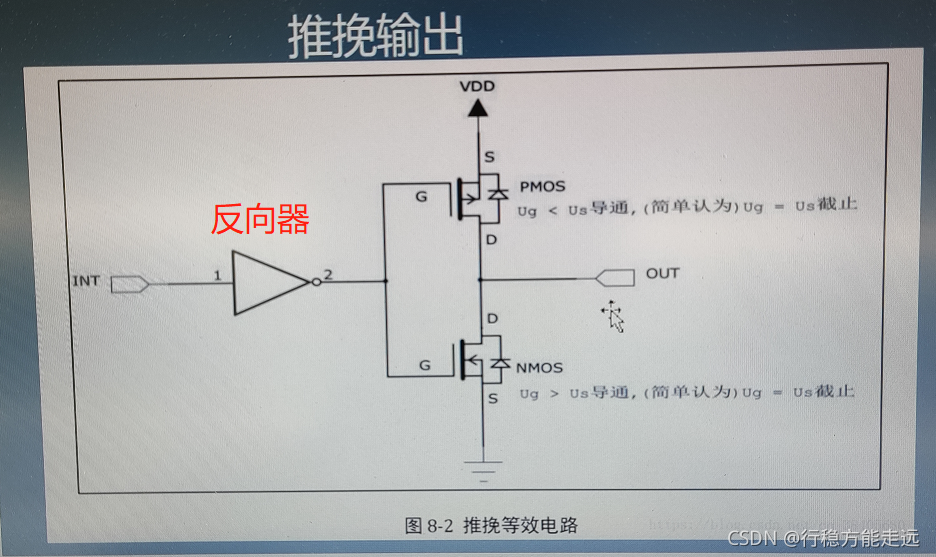 推挽输出
VDD
S
G
PMOS
Ug < Us导通,(简单认为)Ug = Us截止
反向器
D
INT
1
2
OUT
D
G
NMOS
Ug > Us导通,(简单认为)Ug = Us截止
S
图 8-2 推挽等效电路
CSDN @行稳方能走远